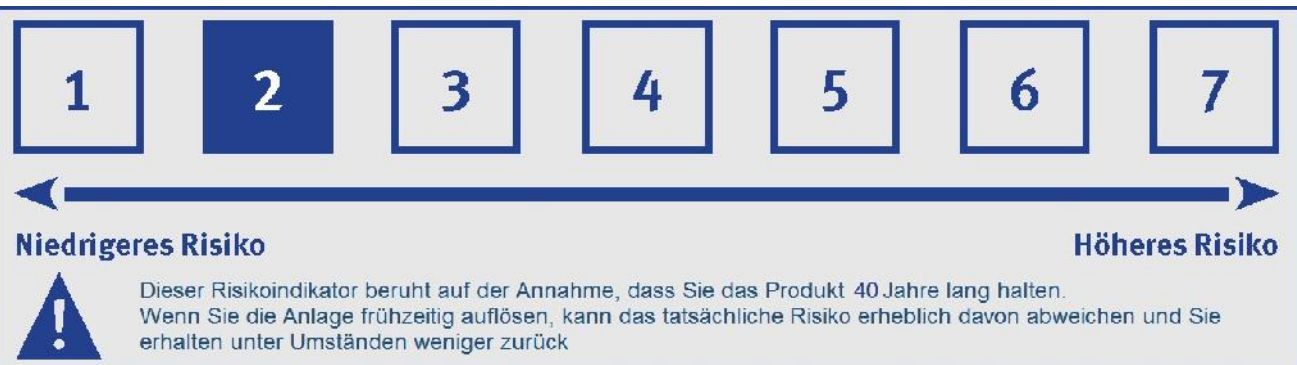 1 2 3 4 5 6 7
Niedrigeres Risiko Höheres Risiko
!
Dieser Risikoindikator beruht auf der Annahme, dass Sie das Produkt 40 Jahre lang halten.
Wenn Sie die Anlage frühzeitig auflösen, kann das tatsächliche Risiko erheblich davon abweichen und Sie
erhalten unter Umständen weniger zurück